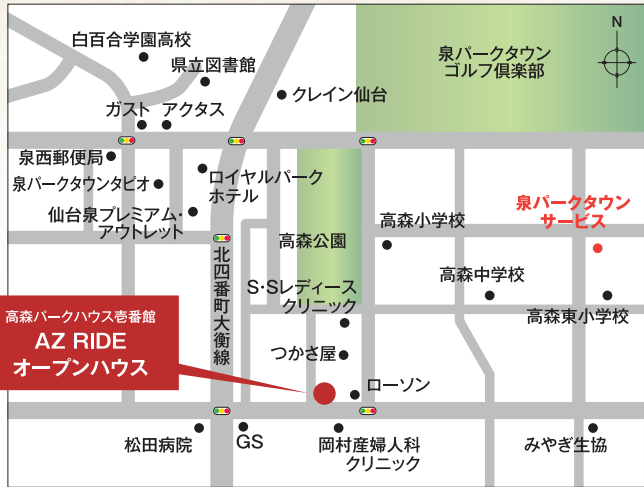 白百合学園高校
県立図書館
クレイン仙台
泉パークタウン
ゴルフ倶楽部
N
ガスト
アクタス
泉西郵便局
泉パークタウンタピオ
ロイヤルパーク
ホテル
仙台泉プレミアム・
アウトレット
北四番町大衡線
高森公園
高森小学校
泉パークタウン
サービス
S・Sレディース
クリニック
高森中学校
高森東小学校
高森パークハウス壱番館
AZ RIDE
オープンハウス
つかさ屋
ローソン
松田病院
GS
岡村産婦人科
クリニック
みやぎ生協